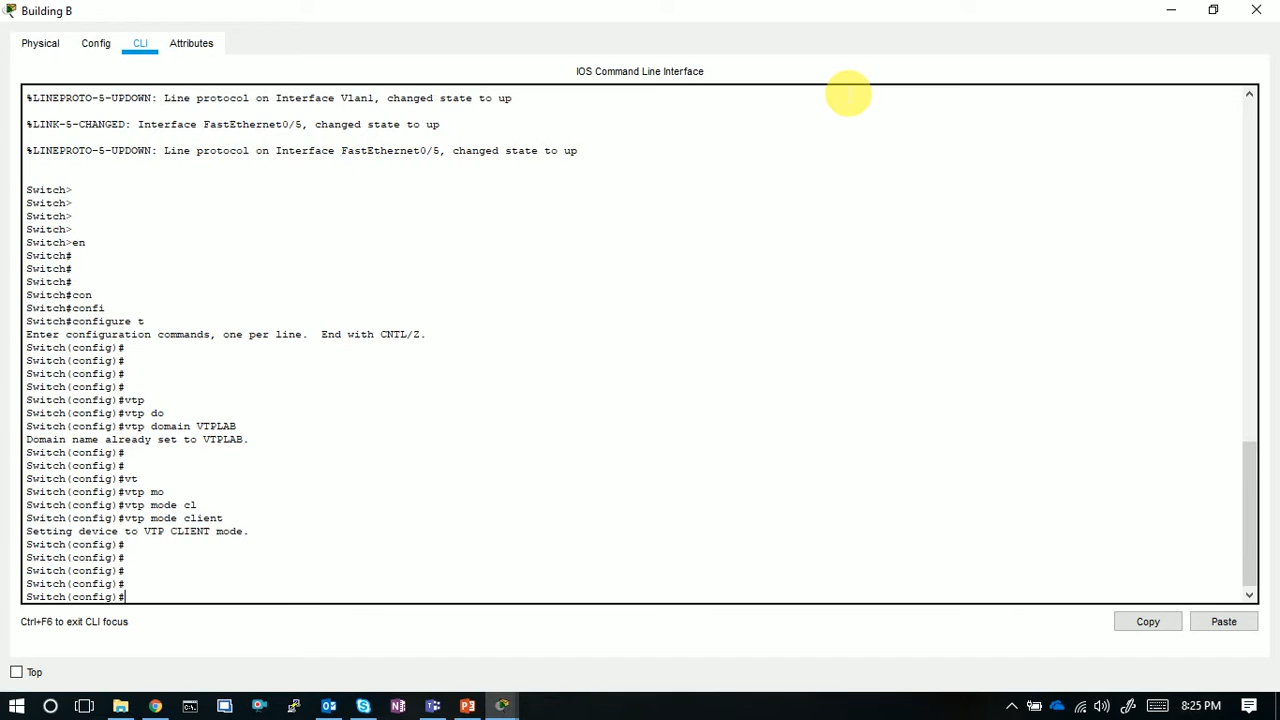 Building B
Physical Config CLI Attributes
IOS Command Line Interface
%LINEPROTO-5-UPDOWN: Line protocol on Interface Vlan1, changed state to up
%LINK-5-CHANGED: Interface FastEthernet0/5, changed state to up
%LINEPROTO-5-UPDOWN: Line protocol on Interface FastEthernet0/5, changed state to up
Switch>
Switch>
Switch>
Switch>
Switch>en
Switch#
Switch#
Switch#
Switch#con
Switch#confi
Switch#configure t
Enter configuration commands, one per line.  End with CNTL/Z.
Switch(config)#
Switch(config)#
Switch(config)#
Switch(config)#
Switch(config)#vtp
Switch(config)#vtp do
Switch(config)#vtp domain VTPLAB
Domain name already set to VTPLAB.
Switch(config)#
Switch(config)#
Switch(config)#vt
Switch(config)#vtp mo
Switch(config)#vtp mode cl
Switch(config)#vtp mode client
Setting device to VTP CLIENT mode.
Switch(config)#
Switch(config)#
Switch(config)#
Switch(config)#
Switch(config)#
Ctrl+F6 to exit CLI focus
Copy Paste
Top
8:25 PM